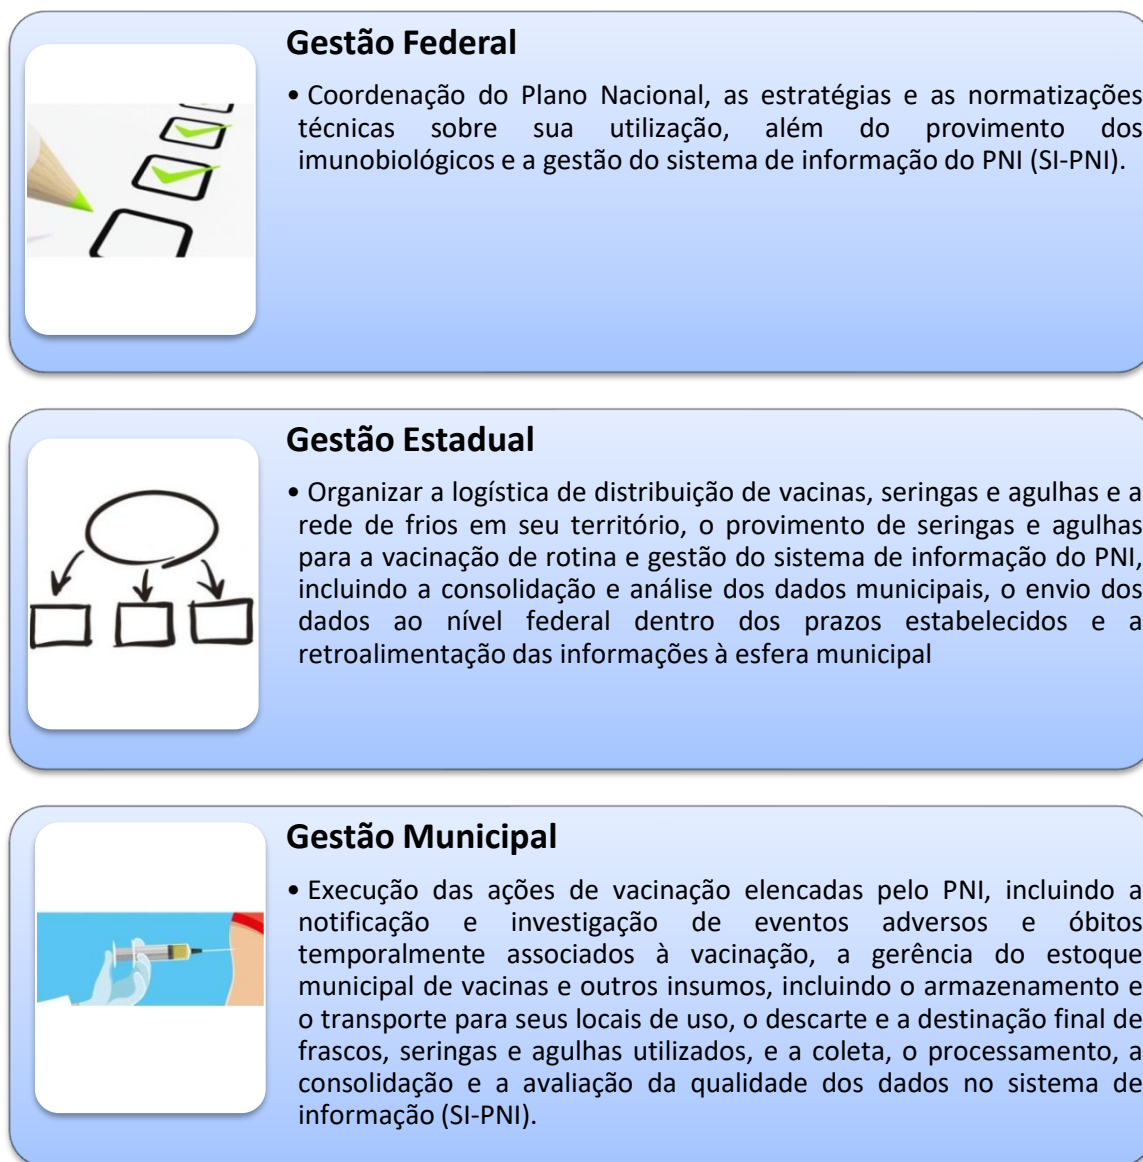 Gestão Federal
• Coordenação do Plano Nacional, as estratégias e as normatizações
técnicas sobre sua utilização, além do provimento dos
imunobiológicos e a gestão do sistema de informação do PNI (SI-PNI).
Gestão Estadual
• Organizar a logística de distribuição de vacinas, seringas e agulhas e a
rede de frios em seu território, o provimento de seringas e agulhas
para a vacinação de rotina e gestão do sistema de informação do PNI,
incluindo a consolidação e análise dos dados municipais, o envio dos
dados ao nível federal dentro dos prazos estabelecidos e a
retroalimentação das informações à esfera municipal
Gestão Municipal
• Execução das ações de vacinação elencadas pelo PNI, incluindo a
notificação e investigação de eventos adversos e óbitos
temporalmente associados à vacinação, a gerência do estoque
municipal de vacinas e outros insumos, incluindo o armazenamento e
o transporte para seus locais de uso, o descarte e a destinação final de
frascos, seringas e agulhas utilizados, e a coleta, o processamento, a
consolidação e a avaliação da qualidade dos dados no sistema de
informação (SI-PNI).